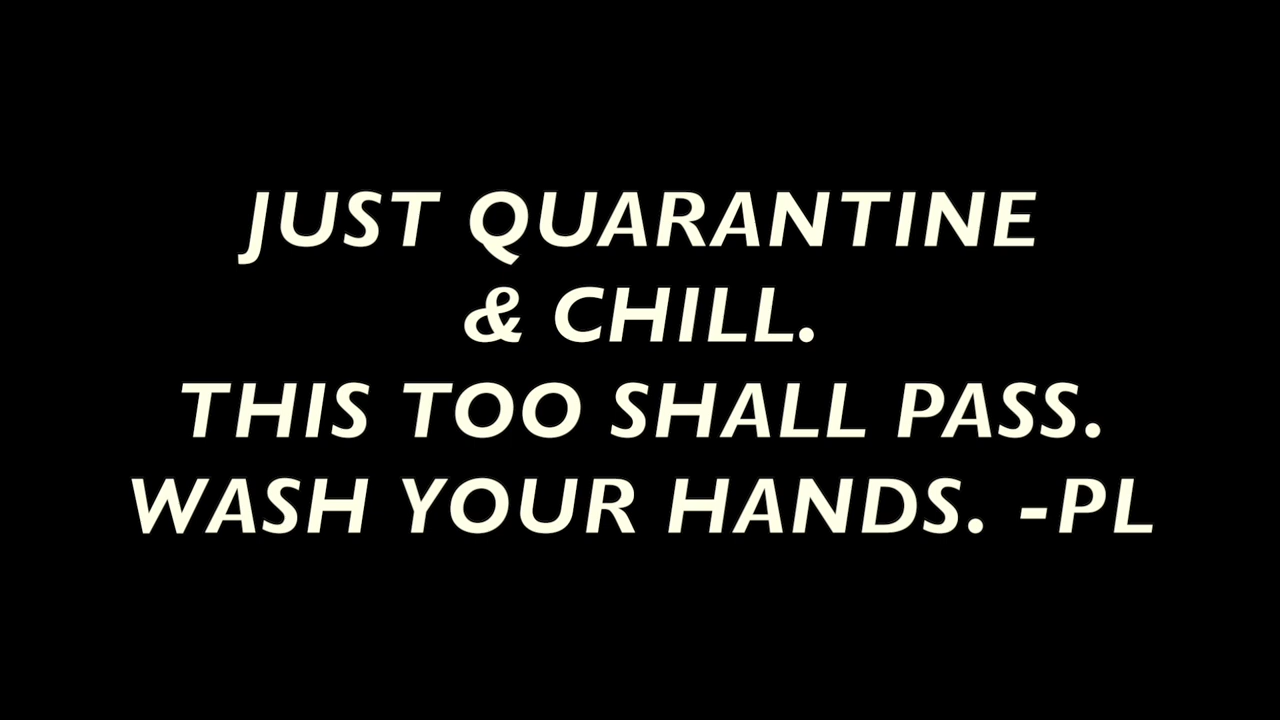 JUST QUARANTINE
& CHILL.
THIS TOO SHALL PASS.
WASH YOUR HANDS. -PL